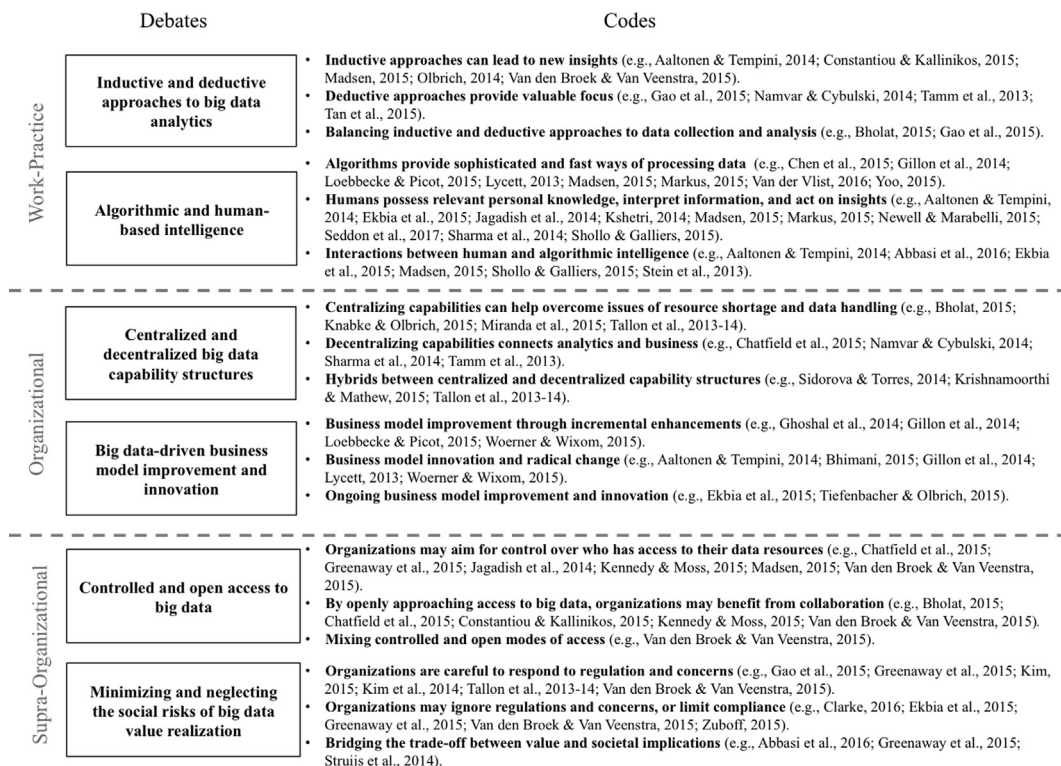 Debates
Codes
Work-Practice
Inductive and deductive
approaches to big data
analytics
• Inductive approaches can lead to new insights (e.g., Aaltonen & Tempini, 2014; Constantiou & Kallinikos, 2015;
Madsen, 2015; Olbrich, 2014; Van den Broek & Van Veenstra, 2015).
• Deductive approaches provide valuable focus (e.g., Gao et al., 2015; Namvar & Cybulski, 2014; Tamm et al., 2013;
Tan et al., 2015).
• Balancing inductive and deductive approaches to data collection and analysis (e.g., Bholat, 2015; Gao et al., 2015).
Algorithmic and human-
based intelligence
• Algorithms provide sophisticated and fast ways of processing data (e.g., Chen et al., 2015; Gillon et al., 2014;
Loebbecke & Picot, 2015; Lycett, 2013; Madsen, 2015; Markus, 2015; Van der Vlist, 2016; Yoo, 2015).
• Humans possess relevant personal knowledge, interpret information, and act on insights (e.g., Aaltonen & Tempini,
2014; Ekbia et al., 2015; Jagadish et al., 2014; Kshetri, 2014; Madsen, 2015; Markus, 2015; Newell & Marabelli, 2015;
Seddon et al., 2017; Sharma et al., 2014; Shollo & Galliers, 2015).
• Interactions between human and algorithmic intelligence (e.g., Aaltonen & Tempini, 2014; Abbasi et al., 2016; Ekbia
et al., 2015; Madsen, 2015; Shollo & Galliers, 2015; Stein et al., 2013).
Organizational
Centralized and
decentralized big data
capability structures
• Centralizing capabilities can help overcome issues of resource shortage and data handling (e.g., Bholat, 2015;
Knabke & Olbrich, 2015; Miranda et al., 2015; Tallon et al., 2013-14).
• Decentralizing capabilities connects analytics and business (e.g., Chatfield et al., 2015; Namvar & Cybulski, 2014;
Sharma et al., 2014; Tamm et al., 2013).
• Hybrids between centralized and decentralized capability structures (e.g., Sidorova & Torres, 2014; Krishnamoorthi
& Mathew, 2015; Tallon et al., 2013-14).
Big data-driven business
model improvement and
innovation
• Business model improvement through incremental enhancements (e.g., Ghoshal et al., 2014; Gillon et al., 2014;
Loebbecke & Picot, 2015; Woerner & Wixom, 2015).
• Business model innovation and radical change (e.g., Aaltonen & Tempini, 2014; Bhimani, 2015; Gillon et al., 2014;
Lycett, 2013; Woerner & Wixom, 2015).
• Ongoing business model improvement and innovation (e.g., Ekbia et al., 2015; Tiefenbacher & Olbrich, 2015).
Supra-Organizational
Controlled and open access to
big data
• Organizations may aim for control over who has access to their data resources (e.g., Chatfield et al., 2015;
Greenaway et al., 2015; Jagadish et al., 2014; Kennedy & Moss, 2015; Madsen, 2015; Van den Broek & Van Veenstra,
2015).
• By openly approaching access to big data, organizations may benefit from collaboration (e.g., Bholat, 2015;
Chatfield et al., 2015; Constantiou & Kallinikos, 2015; Kennedy & Moss, 2015; Van den Broek & Van Veenstra, 2015).
• Mixing controlled and open modes of access (e.g., Van den Broek & Van Veenstra, 2015).
Minimizing and neglecting
the social risks of big data
value realization
• Organizations are careful to respond to regulation and concerns (e.g., Gao et al., 2015; Greenaway et al., 2015; Kim,
2015; Kim et al., 2014; Tallon et al., 2013-14; Van den Broek & Van Veenstra, 2015).
• Organizations may ignore regulations and concerns, or limit compliance (e.g., Clarke, 2016; Ekbia et al., 2015;
Greenaway et al., 2015; Van den Broek & Van Veenstra, 2015; Zuboff, 2015).
• Bridging the trade-off between value and societal implications (e.g., Abbasi et al., 2016; Greenaway et al., 2015;
Struijs et al., 2014).